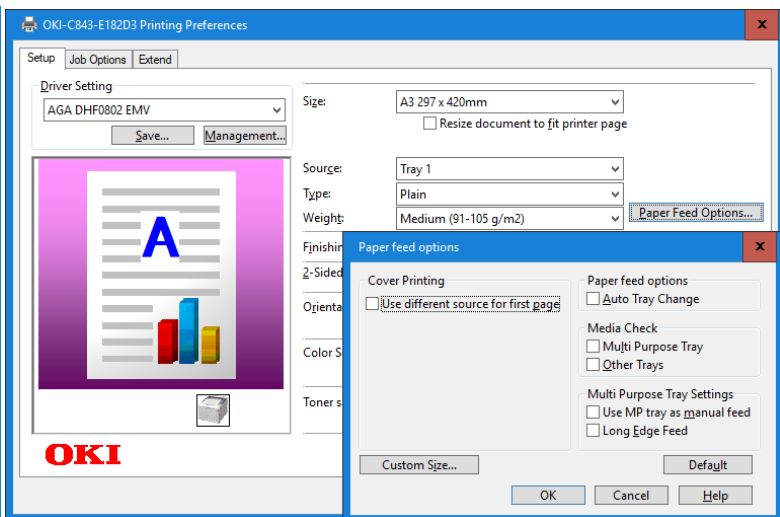 OKI-C843-E182D3 Printing Preferences
x
Setup Job Options Extend
Driver Setting
AGA DHF0802 EMV
Save... Management...
Size: A3 297 x 420mm
Resize document to fit printer page
Source: Tray 1
Type: Plain
Weight: Medium (91-105 g/m2) Paper Feed Options...
Finishin
2-Sided
Orienta
Color S
Toner s
A
OKI
Paper feed options
x
Cover Printing
Use different source for first page
Paper feed options
Auto Tray Change
Media Check
Multi Purpose Tray
Other Trays
Multi Purpose Tray Settings
Use MP tray as manual feed
Long Edge Feed
Custom Size... Default
OK Cancel Help